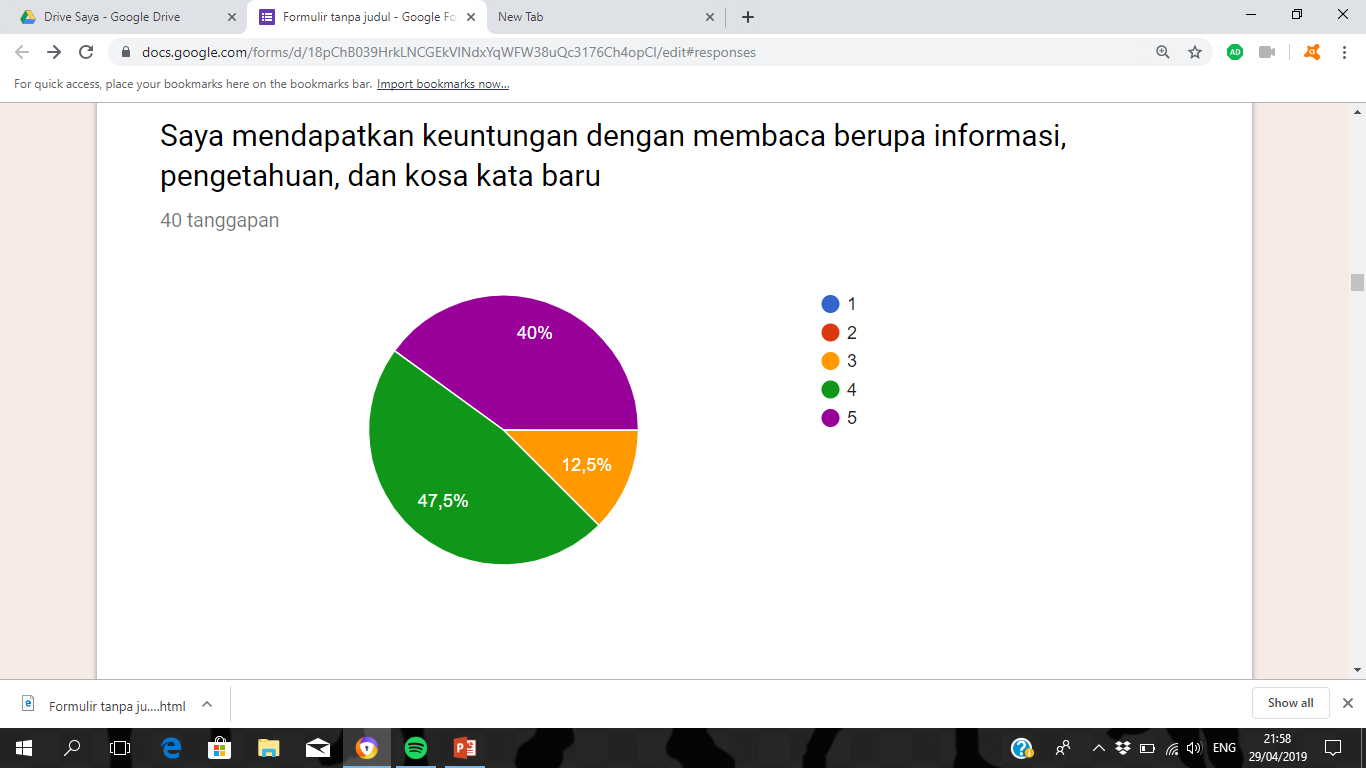 Drive Saya - Google Drive
Formulir tanpa judul - Google Fo
New Tab
docs.google.com/forms/d/18pChB039HrkLNCGEkVINdxYqWFW38uQc3176Ch4opCI/edit#responses
For quick access, place your bookmarks here on the bookmarks bar. Import bookmarks now...
Saya mendapatkan keuntungan dengan membaca berupa informasi,
pengetahuan, dan kosa kata baru
40 tanggapan
40%
12,5%
47,5%
1
2
3
4
5
Formulir tanpa ju....html
Show all
ENG
21:58
29/04/2019